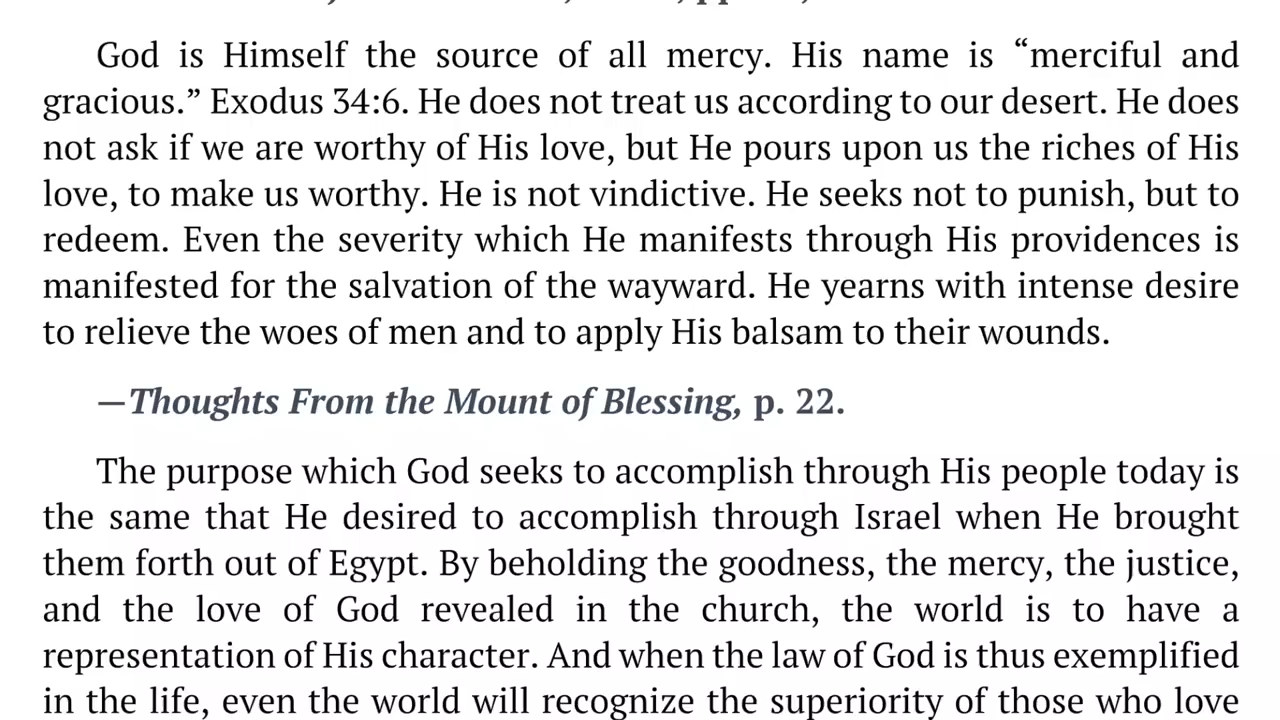 God is Himself the source of all mercy. His name is “merciful and
gracious.” Exodus 34:6. He does not treat us according to our desert. He does
not ask if we are worthy of His love, but He pours upon us the riches of His
love, to make us worthy. He is not vindictive. He seeks not to punish, but to
redeem. Even the severity which He manifests through His providences is
manifested for the salvation of the wayward. He yearns with intense desire
to relieve the woes of men and to apply His balsam to their wounds.
—Thoughts From the Mount of Blessing, p. 22.
The purpose which God seeks to accomplish through His people today is
the same that He desired to accomplish through Israel when He brought
them forth out of Egypt. By beholding the goodness, the mercy, the justice,
and the love of God revealed in the church, the world is to have a
representation of His character. And when the law of God is thus exemplified
in the life, even the world will recognize the superiority of those who love